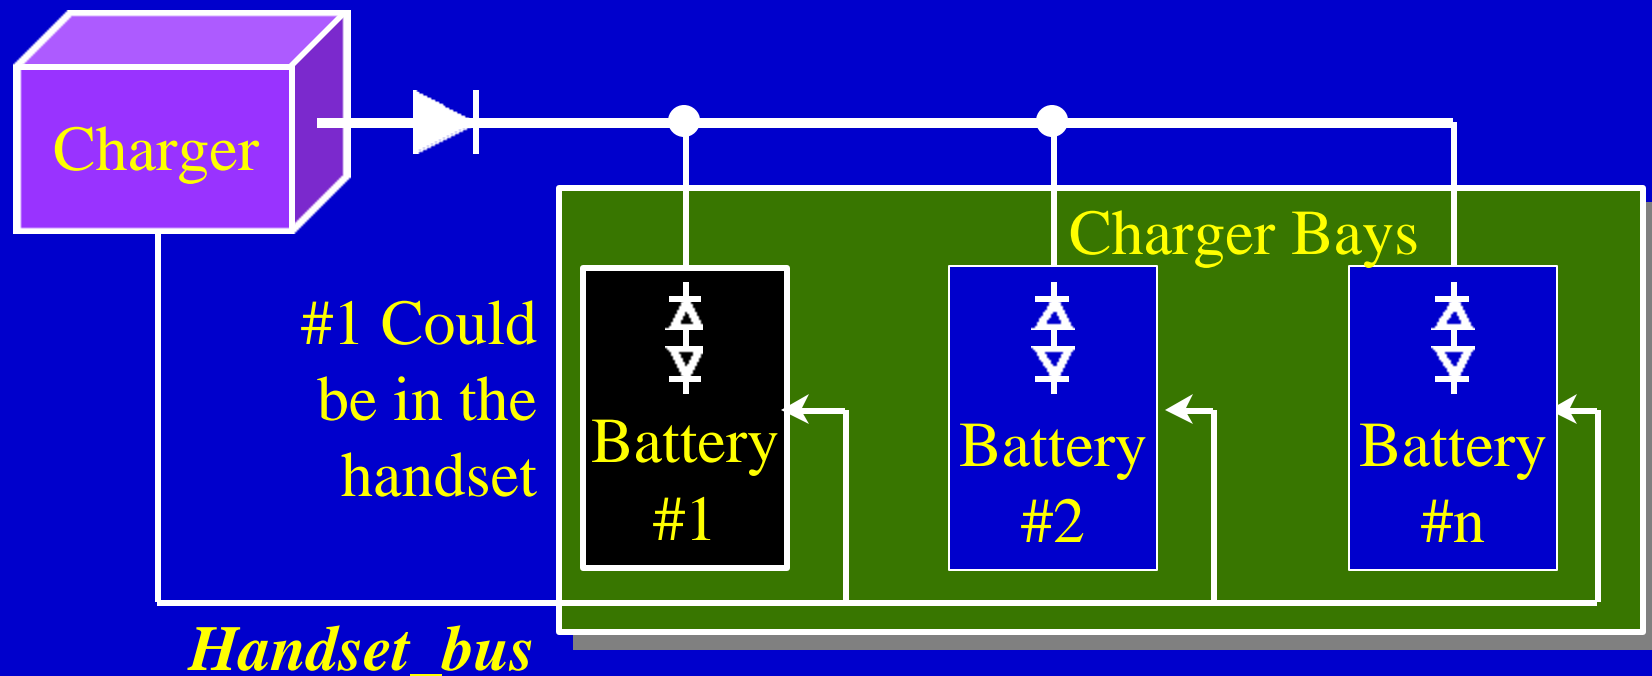 Charger
Charger Bays
#1 Could
be in the
handset
Battery
#1
Battery
#2
Battery
#n
Handset_bus